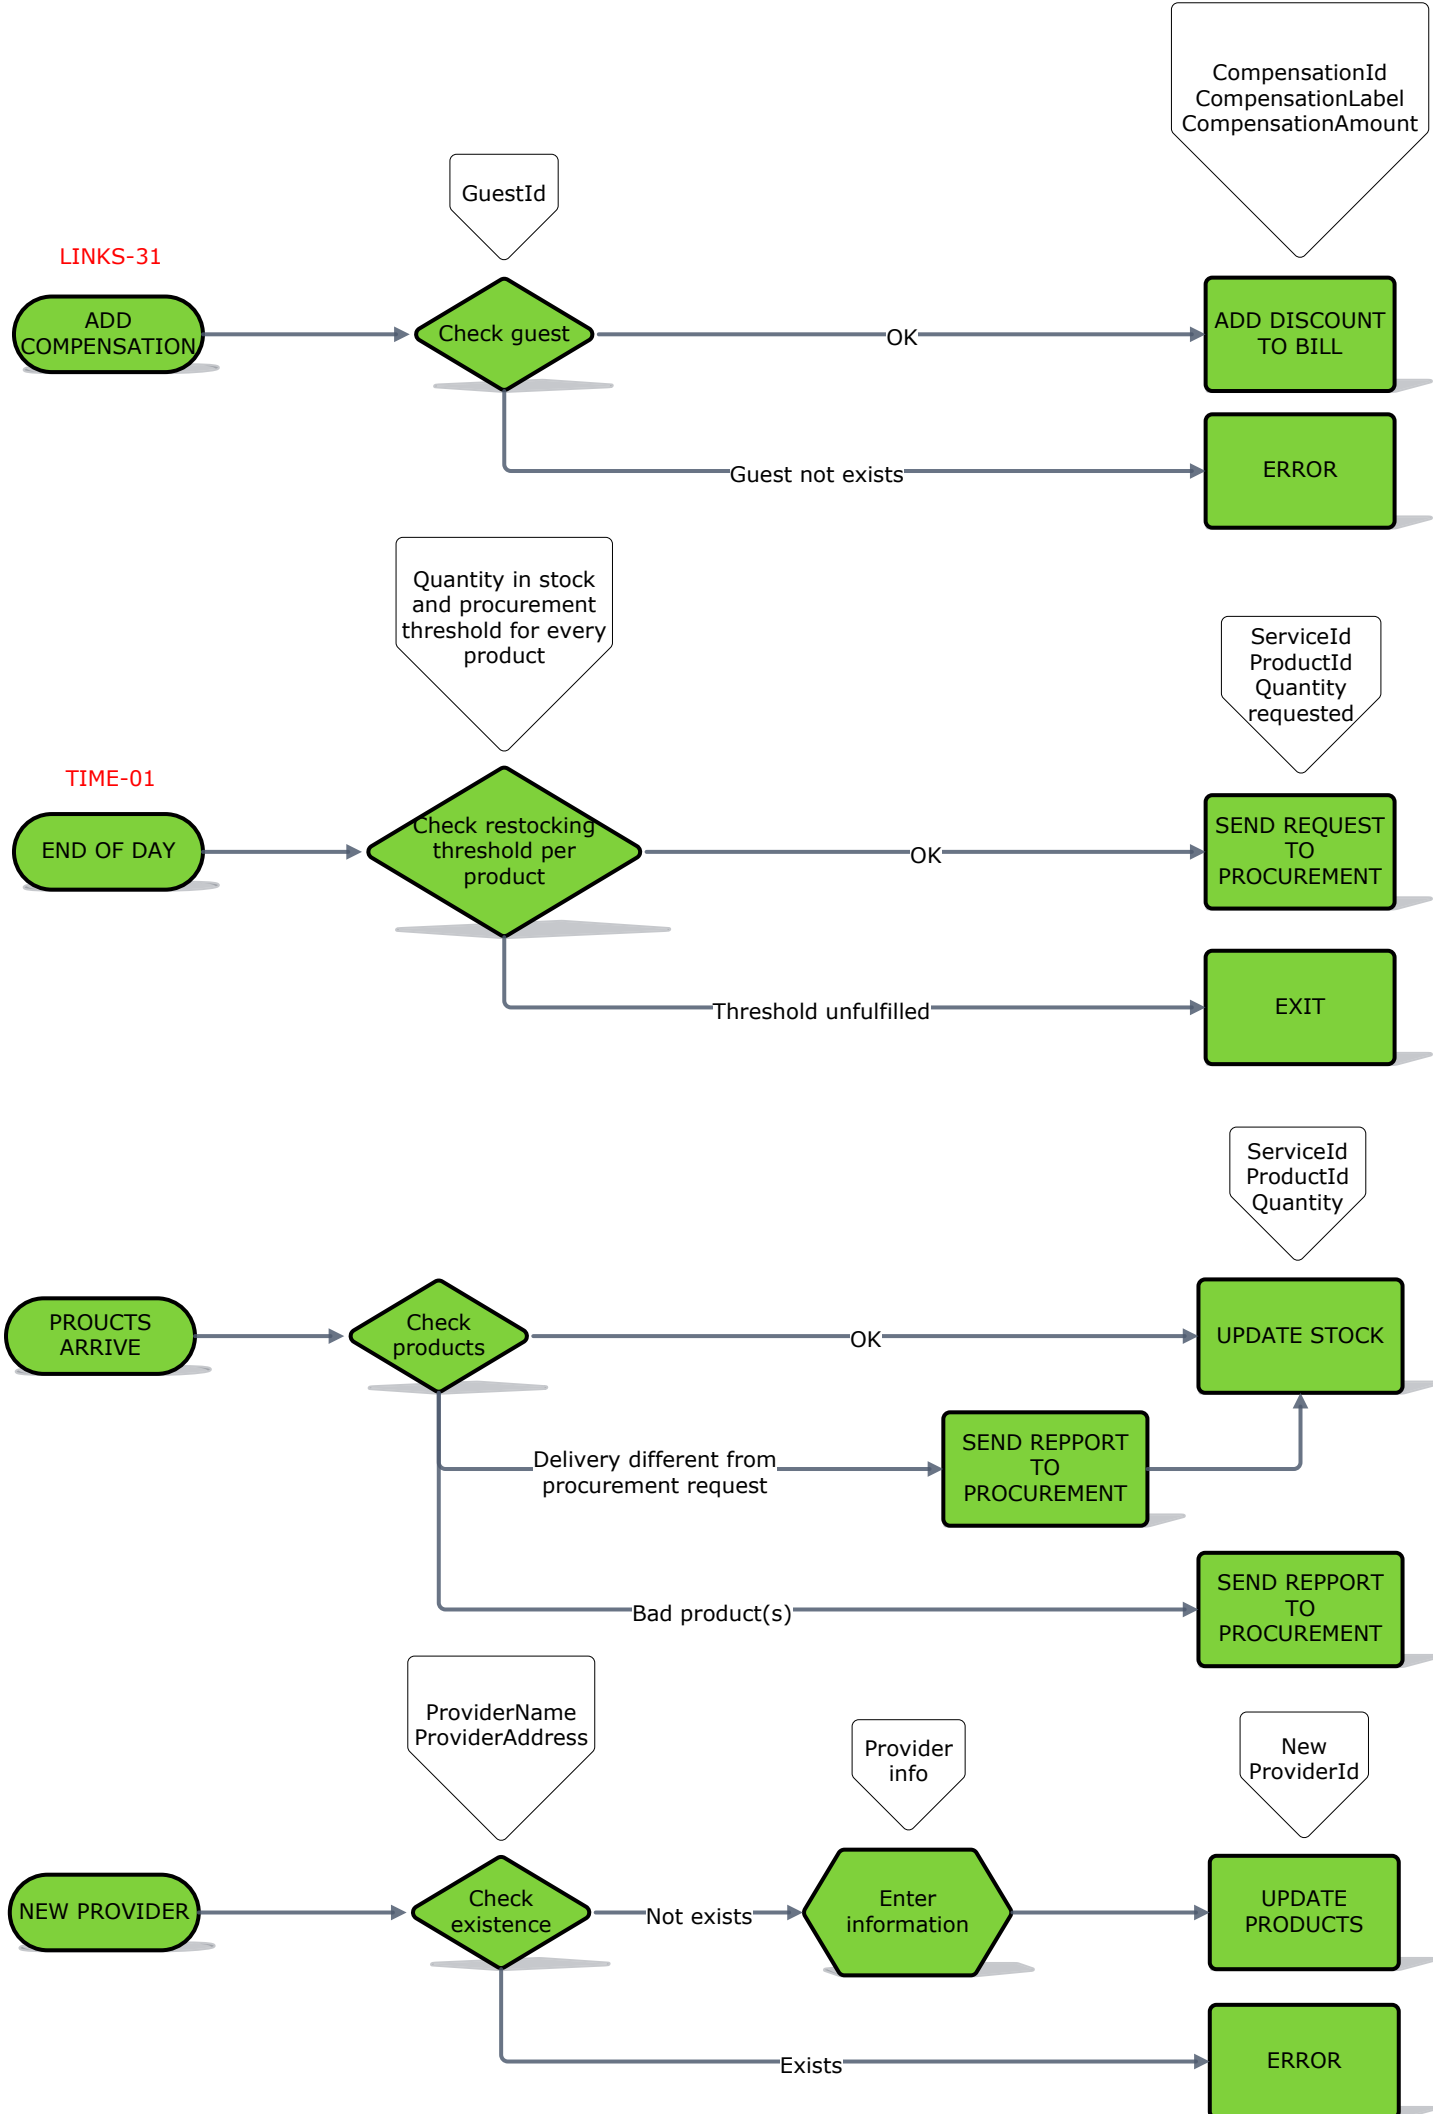 CompensationId
CompensationLabel
CompensationAmount
GuestId
LINKS-31
ADD
COMPENSATION
Check guest
OK
ADD DISCOUNT
TO BILL
Guest not exists
ERROR
Quantity in stock
and procurement
threshold for every
product
ServiceId
ProductId
Quantity
requested
TIME-01
END OF DAY
Check restocking
threshold per
product
OK
SEND REQUEST
TO
PROCUREMENT
Threshold unfulfilled
EXIT
ServiceId
ProductId
Quantity
PROUCTS
ARRIVE
Check
products
OK
UPDATE STOCK
Delivery different from
procurement request
SEND REPPORT
TO
PROCUREMENT
Bad product(s)
SEND REPPORT
TO
PROCUREMENT
ProviderName
ProviderAddress
Provider
info
New
ProviderId
NEW PROVIDER
Check
existence
Not exists
Enter
information
UPDATE
PRODUCTS
Exists
ERROR